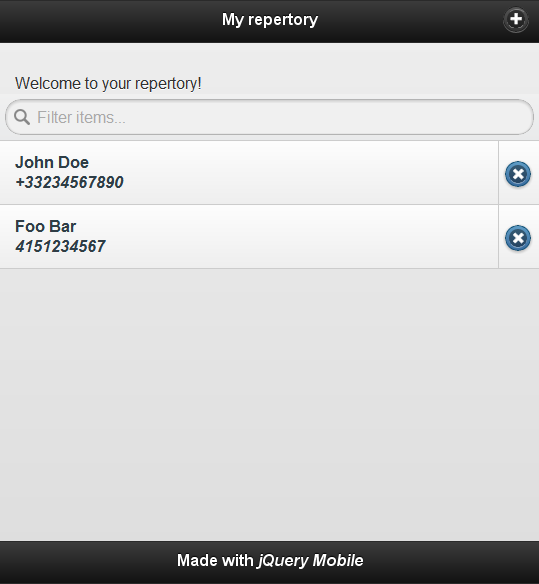 My repertory
Welcome to your repertory!
Filter items...
John Doe
+33234567890
Foo Bar
4151234567
Made with jQuery Mobile